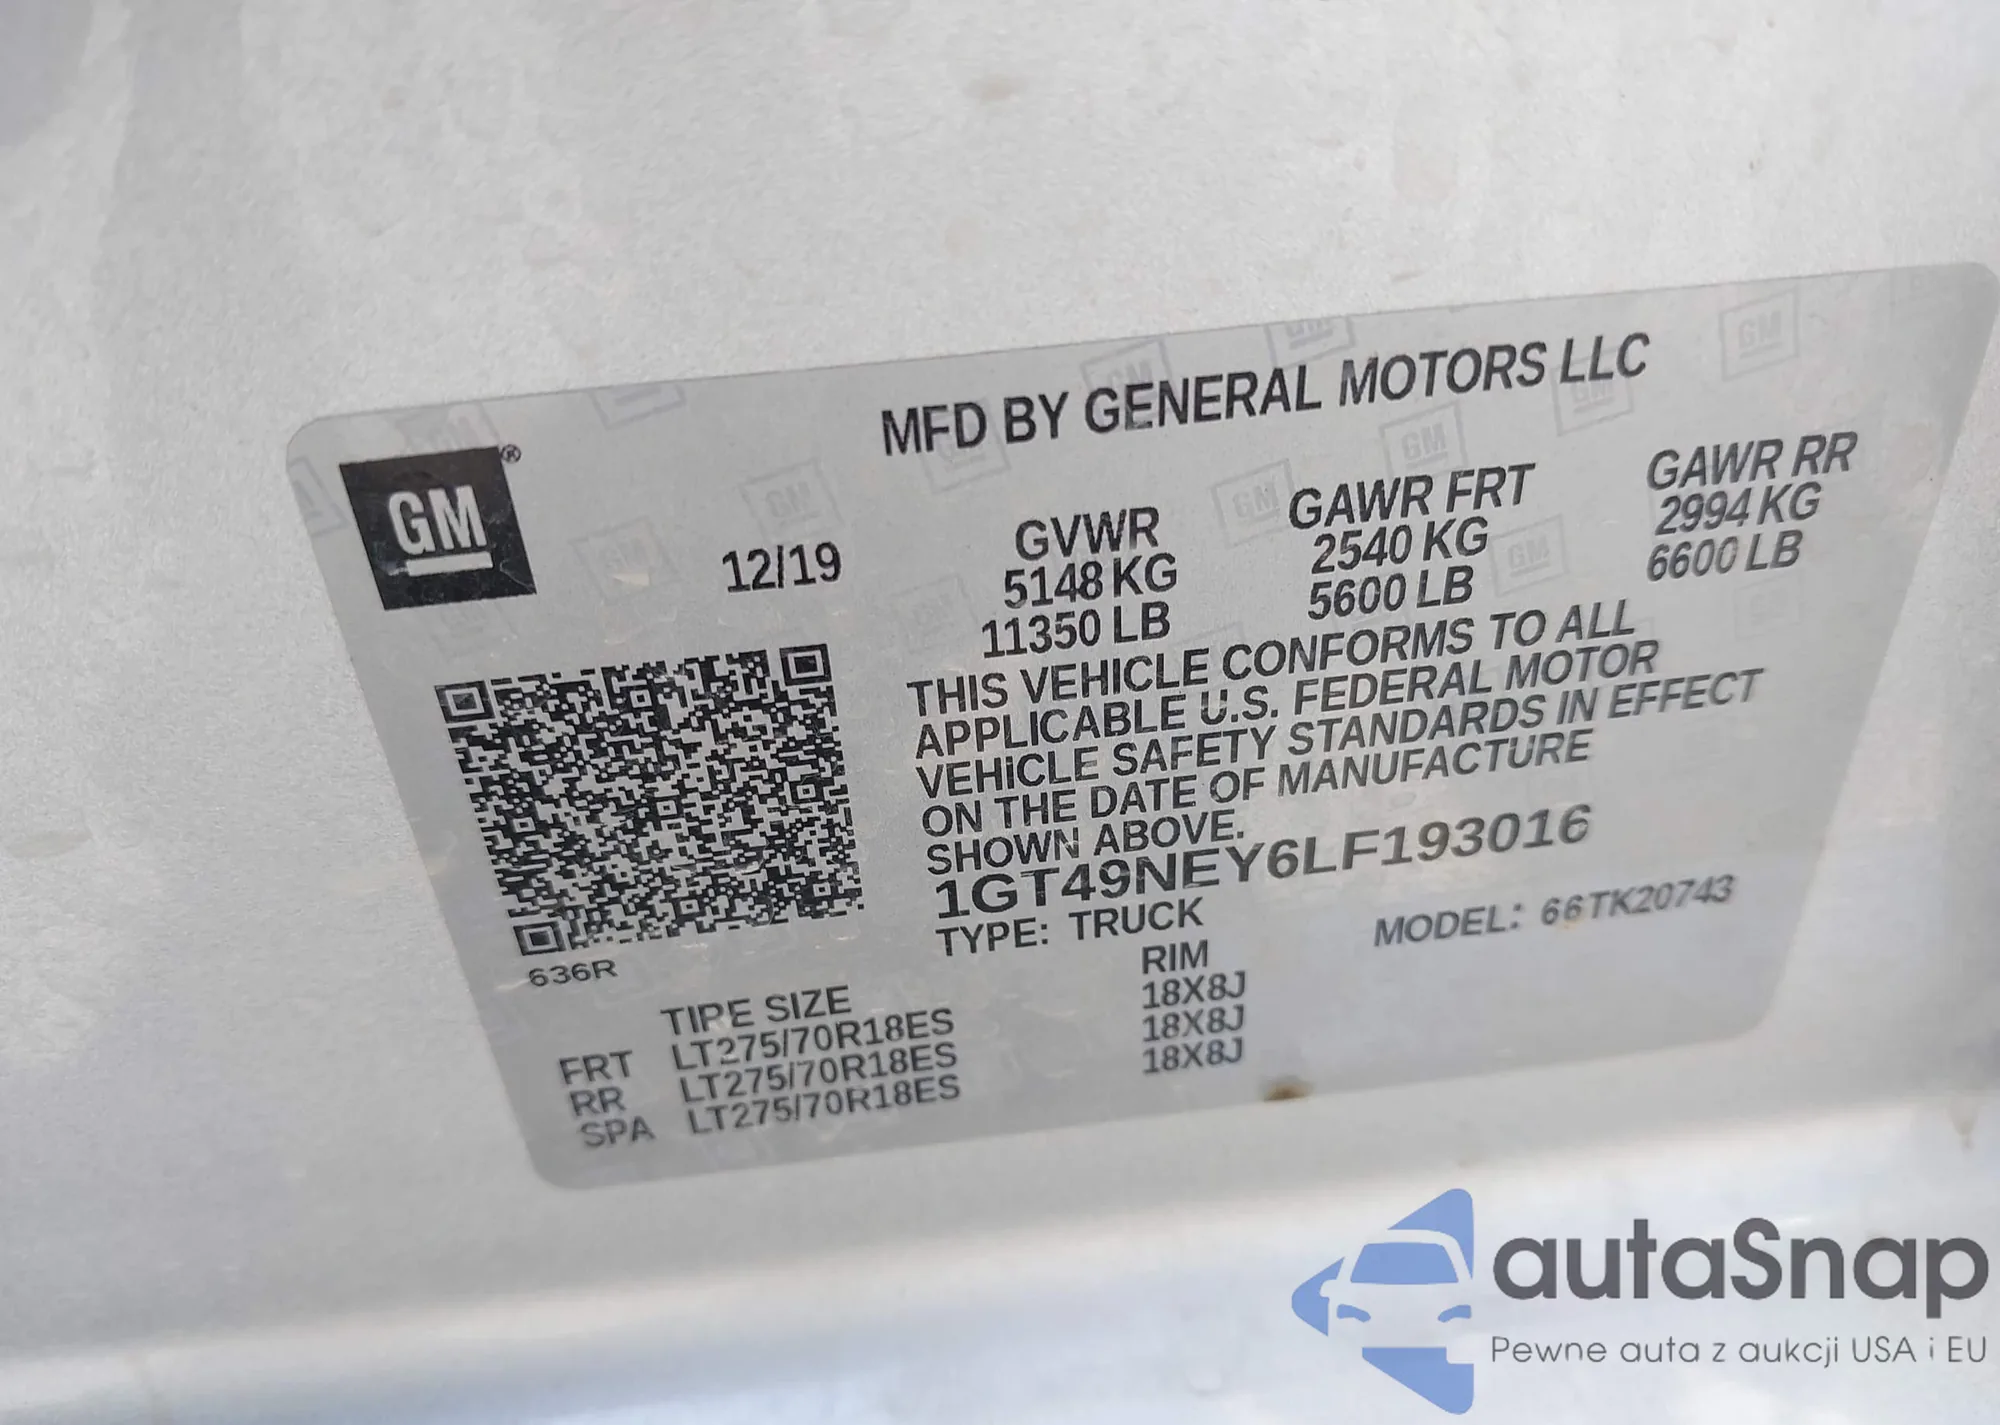 MFD BY GENERAL MOTORS LLC
GM®
12/19
GVWR
5148 KG
11350 LB
GAWR FRT
2540 KG
5600 LB
GAWR RR
2994 KG
6600 LB
THIS VEHICLE CONFORMS TO ALL
APPLICABLE U.S. FEDERAL MOTOR
VEHICLE SAFETY STANDARDS IN EFFECT
ON THE DATE OF MANUFACTURE
SHOWN ABOVE.
1GT49NEY6LF193016
TYPE: TRUCK
MODEL: 66TK20743
636R
TIRE SIZE RIM
FRT LT275/70R18ES 18X8J
RR LT275/70R18ES 18X8J
SPA LT275/70R18ES 18X8J
autaSnap
Pewne auta z aukcji USA i EU